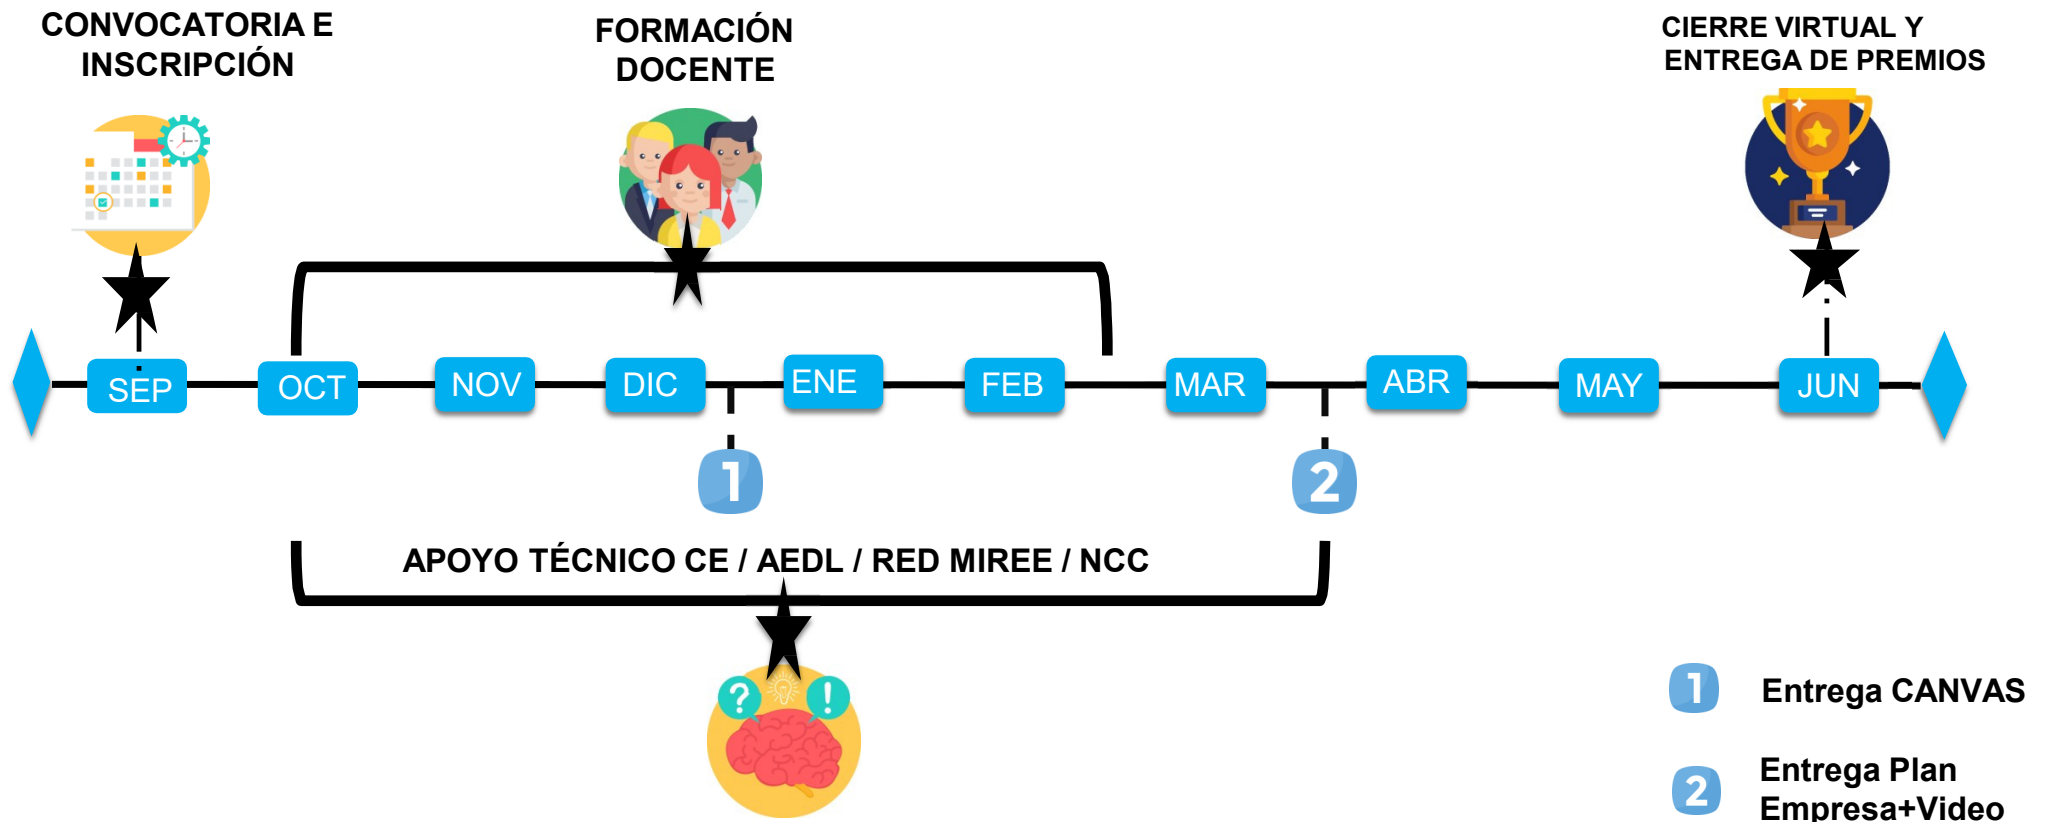 CONVOCATORIA E
INSCRIPCIÓN
FORMACIÓN
DOCENTE
CIERRE VIRTUAL Y
ENTREGA DE PREMIOS
SEP
OCT
NOV
DIC
ENE
FEB
MAR
ABR
MAY
JUN
1
2
APOYO TÉCNICO CE / AEDL / RED MIREE / NCC
?
!
1 Entrega CANVAS
2 Entrega Plan
Empresa+Video